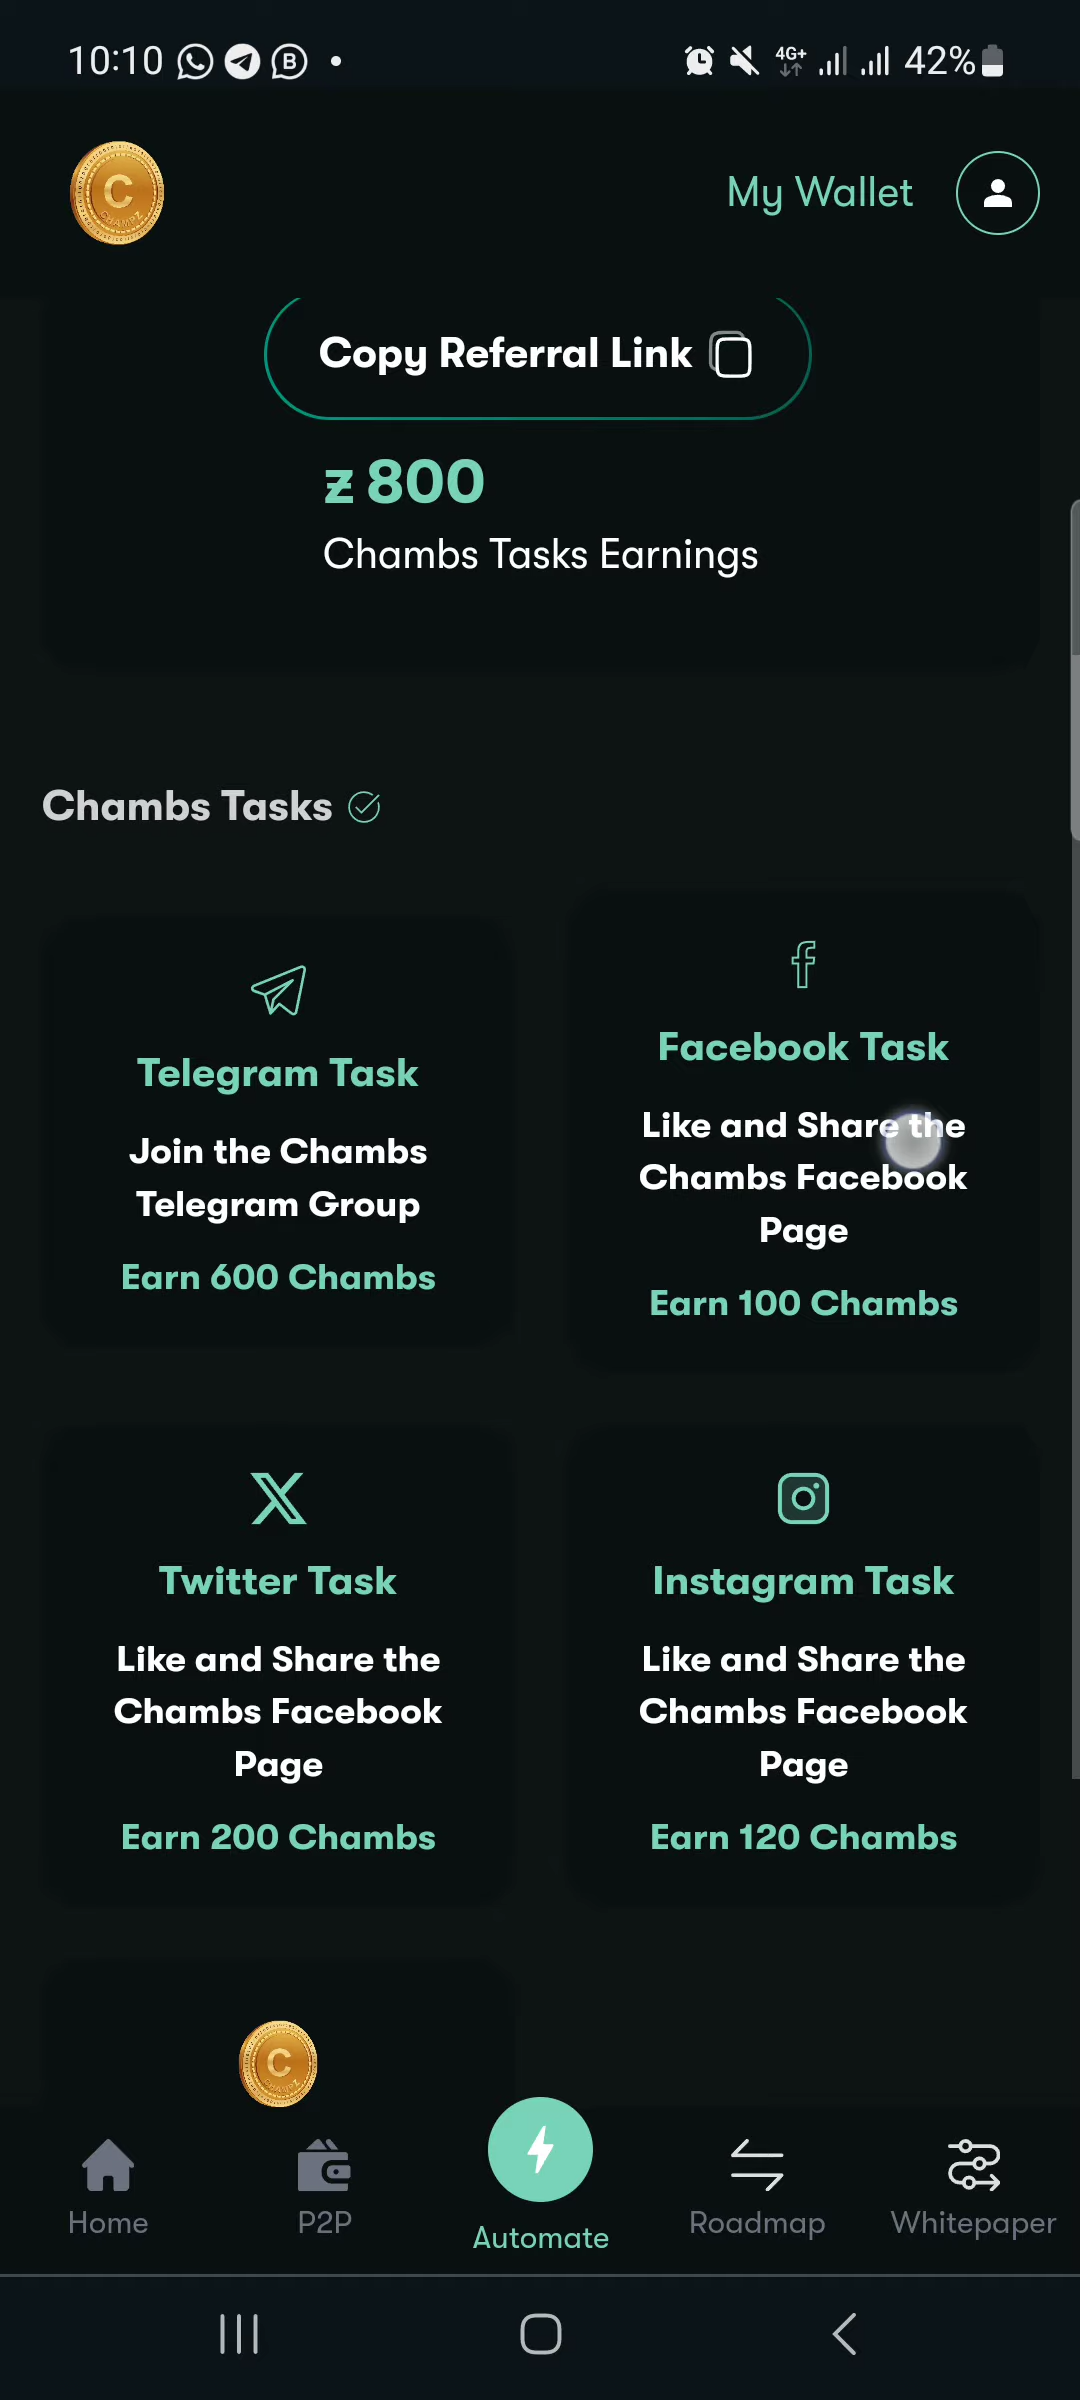 10:10
4G+
42%
My Wallet
Copy Referral Link
ƶ 800
Chambs Tasks Earnings
Chambs Tasks
Telegram Task
Join the Chambs
Telegram Group
Earn 600 Chambs
Facebook Task
Like and Share the
Chambs Facebook
Page
Earn 100 Chambs
Twitter Task
Like and Share the
Chambs Facebook
Page
Earn 200 Chambs
Instagram Task
Like and Share the
Chambs Facebook
Page
Earn 120 Chambs
C
CHAMPZ
Home
P2P
Automate
Roadmap
Whitepaper